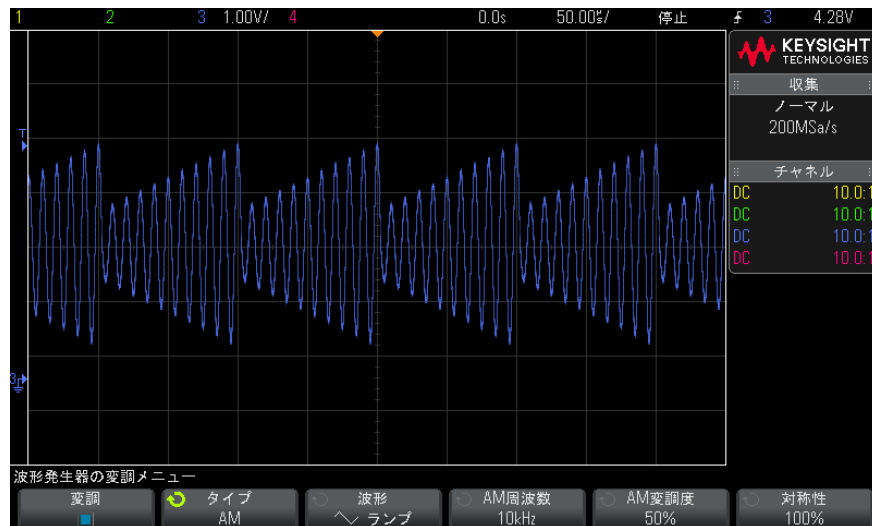 1 2 3 1.00V/ 4 0.0s 50.00㎲/ 停止 3 4.28V
KEYSIGHT
TECHNOLOGIES
収集
ノーマル
200MSa/s
チャネル
DC 10.0:1
DC 10.0:1
DC 10.0:1
DC 10.0:1
T
3
波形発生器の変調メニュー
変調
タイプ
AM
波形
ランプ
AM周波数
10kHz
AM変調度
50%
対称性
100%